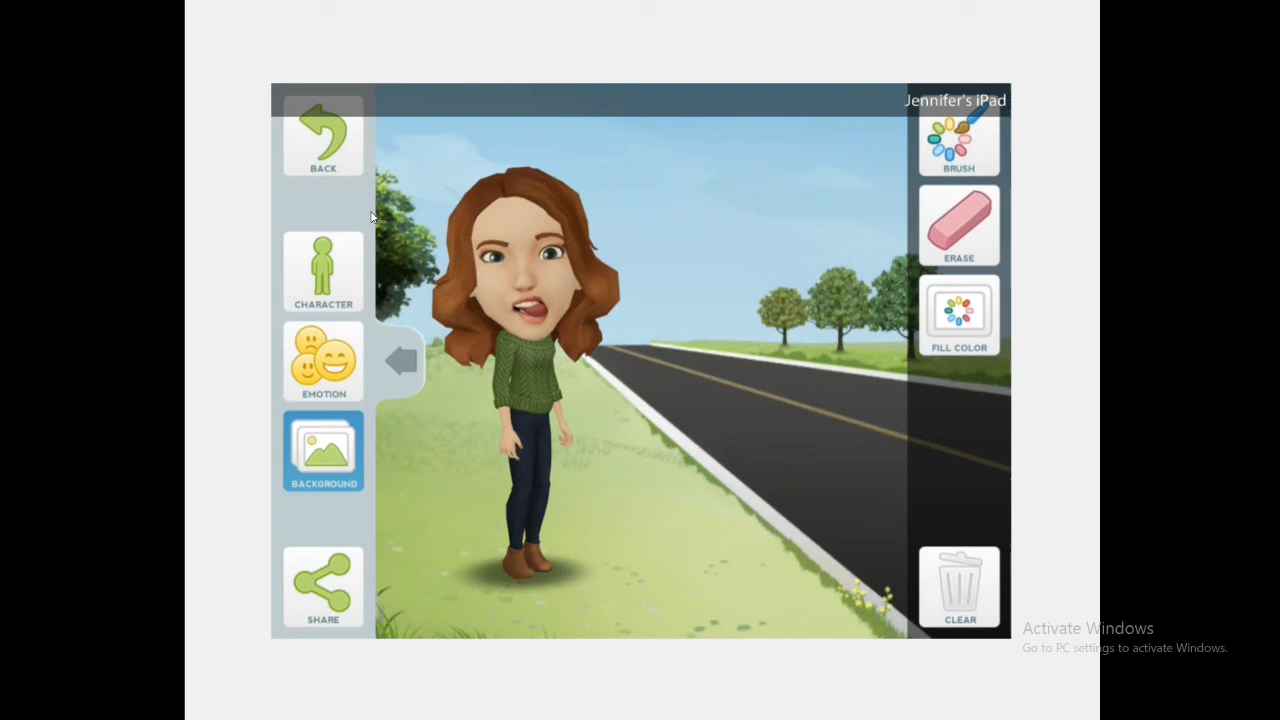 Jennifer's iPad
BACK
BRUSH
ERASE
CHARACTER
FILL COLOR
EMOTION
BACKGROUND
SHARE
CLEAR
Activate Windows
Go to PC settings to activate Windows.